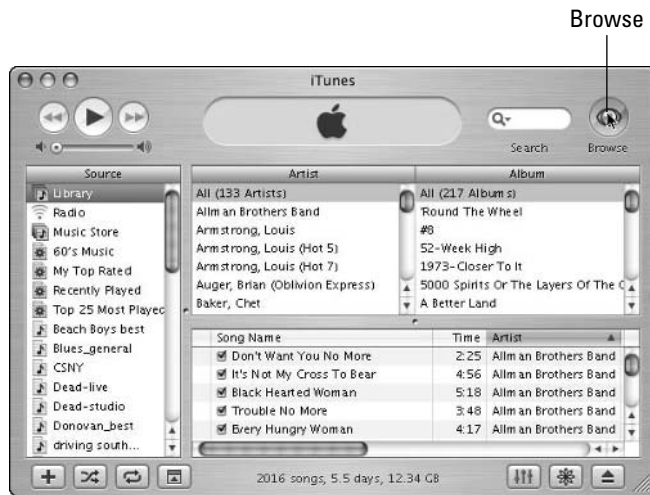 Browse
iTunes
Search
Browse
Source
Artist
Album
Library
Radio
Music Store
60's Music
My Top Rated
Recently Played
Top 25 Most Played
Beach Boys best
Blues_general
CSNY
Dead-live
Dead-studio
Donovan_best
driving south...
All (133 Artists)
Allman Brothers Band
Armstrong, Louis
Armstrong, Louis (Hot 5)
Armstrong, Louis (Hot 7)
Auger, Brian (Oblivion Express)
Baker, Chet
All (217 Albums)
'Round The Wheel
#8
52-Week High
1973-Closer To It
5000 Spirits Or The Layers Of The
A Better Land
Song Name Time Artist
Don't Want You No More 2:25 Allman Brothers Band
It's Not My Cross To Bear 4:56 Allman Brothers Band
Black Hearted Woman 5:18 Allman Brothers Band
Trouble No More 3:48 Allman Brothers Band
Every Hungry Woman 4:17 Allman Brothers Band
2016 songs, 5.5 days, 12.34 GB